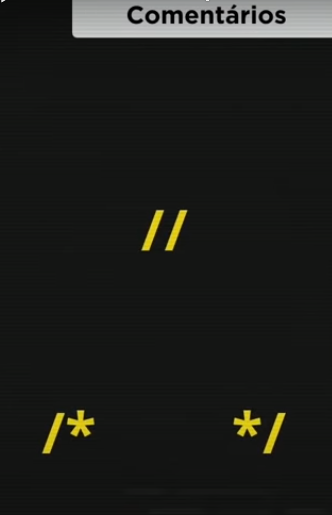 Comentários
//
/* */